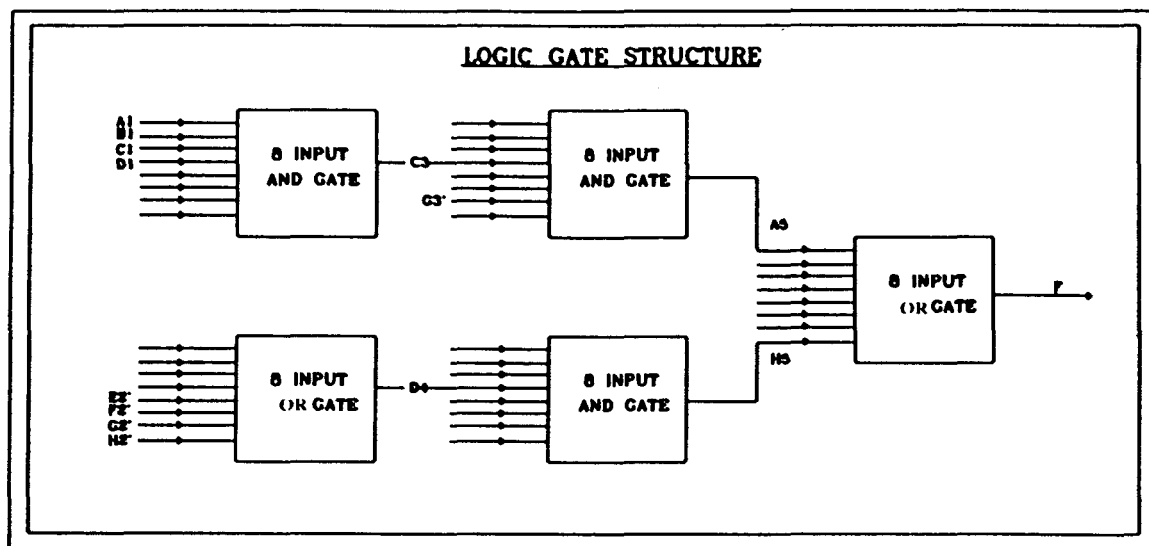 LOGIC GATE STRUCTURE
A1
B1
C1
D1
8 INPUT
AND GATE
C3
G3'
8 INPUT
AND GATE
A5
8 INPUT
OR GATE
F
H5
E2'
F2'
G2'
H2'
8 INPUT
OR GATE
D4
8 INPUT
AND GATE